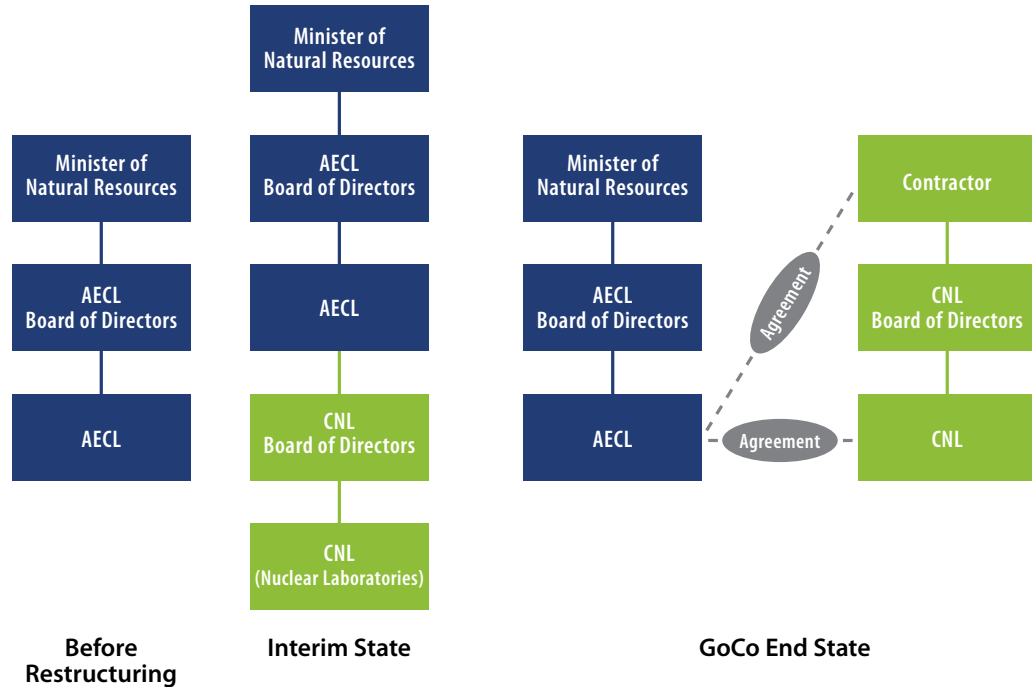 Minister of
Natural Resources
AECL
Board of Directors
AECL
Before
Restructuring
Minister of
Natural Resources
AECL
Board of Directors
AECL
CNL
Board of Directors
CNL
(Nuclear Laboratories)
Interim State
Minister of
Natural Resources
AECL
Board of Directors
AECL
Agreement
Agreement
Contractor
CNL
Board of Directors
CNL
GoCo End State